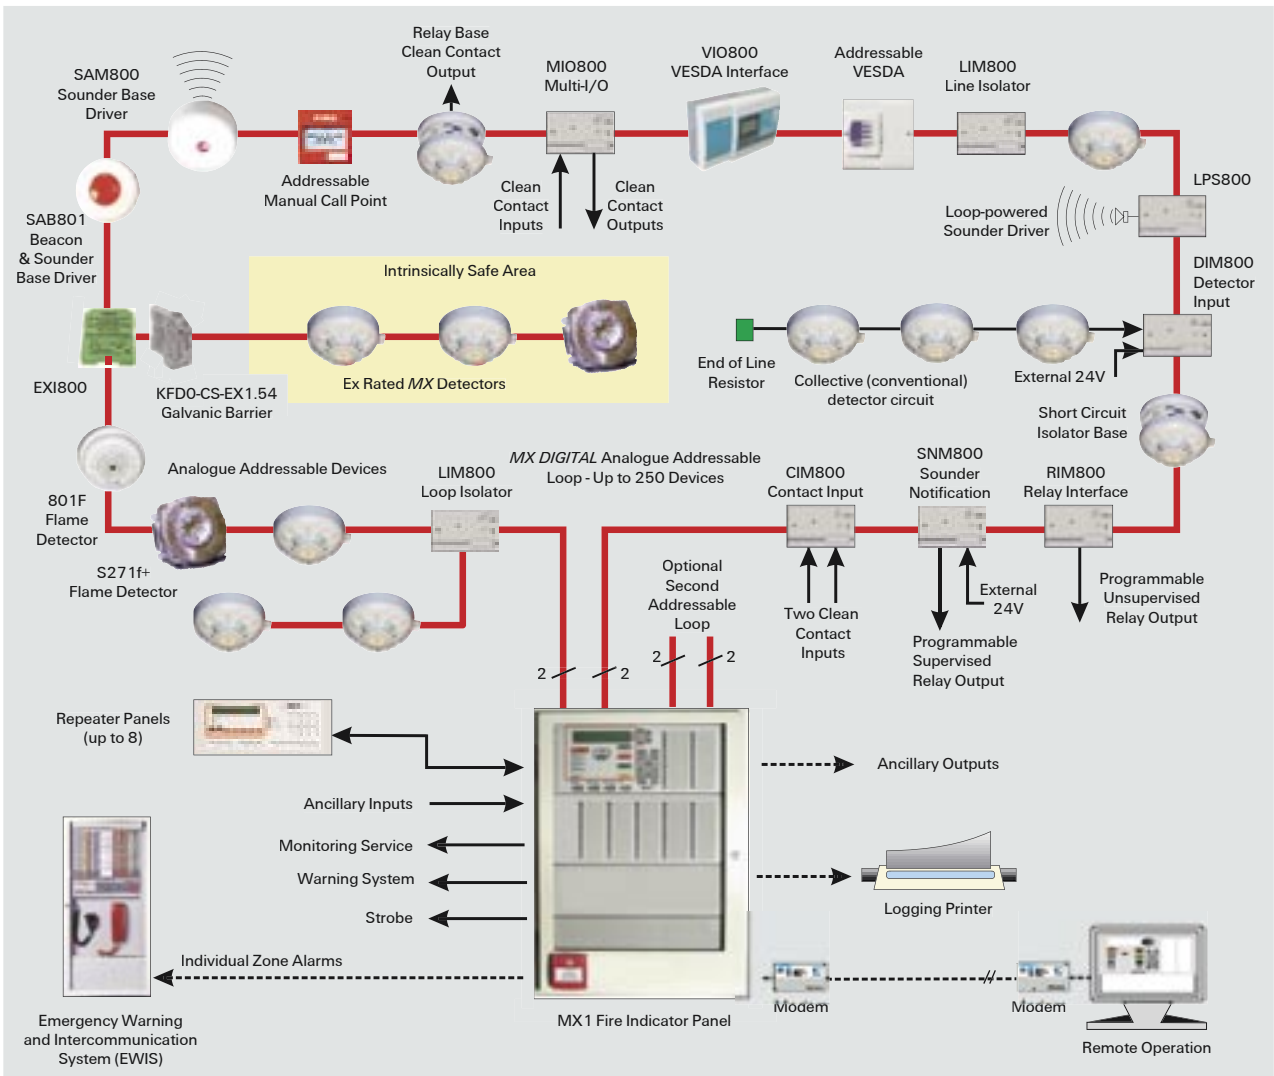 Relay Base
Clean Contact
Output
SAM800
Sounder Base
Driver
MIO800
Multi-I/O
VIO800
VESDA Interface
Addressable
VESDA
LIM800
Line Isolator
Addressable
Manual Call Point
Clean
Contact
Inputs
Clean
Contact
Outputs
LPS800
Loop-powered
Sounder Driver
SAB801
Beacon
& Sounder
Base Driver
Intrinsically Safe Area
DIM800
Detector
Input
EXI800
KFD0-CS-EX1.54
Galvanic Barrier
Ex Rated MX Detectors
End of Line
Resistor
Collective (conventional)
detector circuit
External 24V
Short Circuit
Isolator Base
801F
Flame
Detector
Analogue Addressable Devices
LIM800
Loop Isolator
MX DIGITAL Analogue Addressable
Loop - Up to 250 Devices
CIM800
Contact Input
SNM800
Sounder
Notification
RIM800
Relay Interface
S271f+
Flame Detector
Optional
Second
Addressable
Loop
Two Clean
Contact
Inputs
External
24V
Programmable
Supervised
Relay Output
Programmable
Unsupervised
Relay Output
2
2
2
2
Repeater Panels
(up to 8)
Ancillary Inputs
Monitoring Service
Warning System
Strobe
Individual Zone Alarms
Ancillary Outputs
Logging Printer
Modem
Modem
Emergency Warning
and Intercommunication
System (EWIS)
MX1 Fire Indicator Panel
Remote Operation